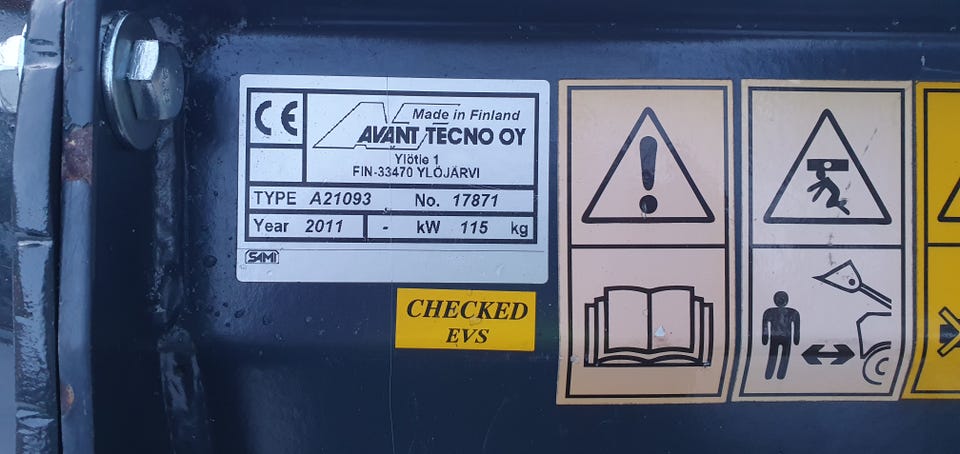 CE
Made in Finland
AVANT TECNO OY
Ylötie 1
FIN-33470 YLÖJÄRVI
TYPE A21093 No. 17871
Year 2011 - kW 115 kg
SAMI
CHECKED
EVS